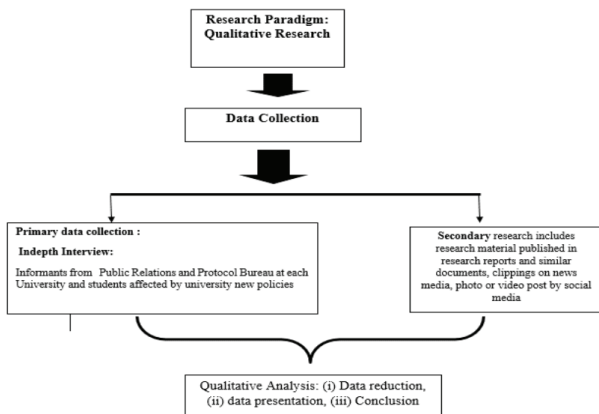 Research Paradigm:
Qualitative Research
Data Collection
Primary data collection :
Indepth Interview:
Informants from Public Relations and Protocol Bureau at each
University and students affected by university new policies
Secondary research includes
research material published in
research reports and similar
documents, clippings on news
media, photo or video post by social
media
Qualitative Analysis: (i) Data reduction,
(ii) data presentation, (iii) Conclusion